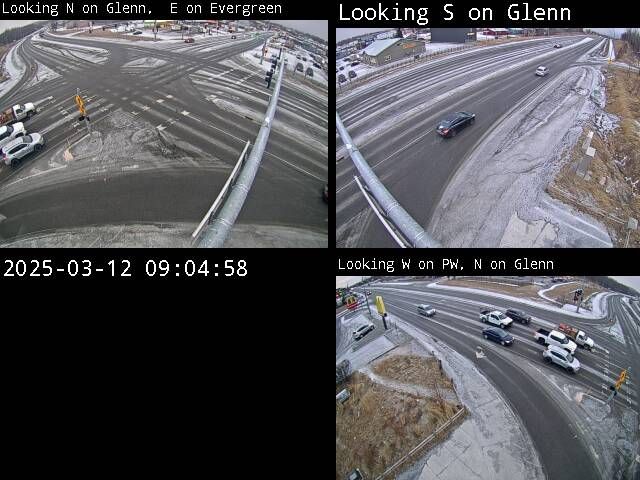 Looking N on Glenn,  E on Evergreen
Looking S on Glenn
2025-03-12 09:04:58
Looking W on PW, N on Glenn